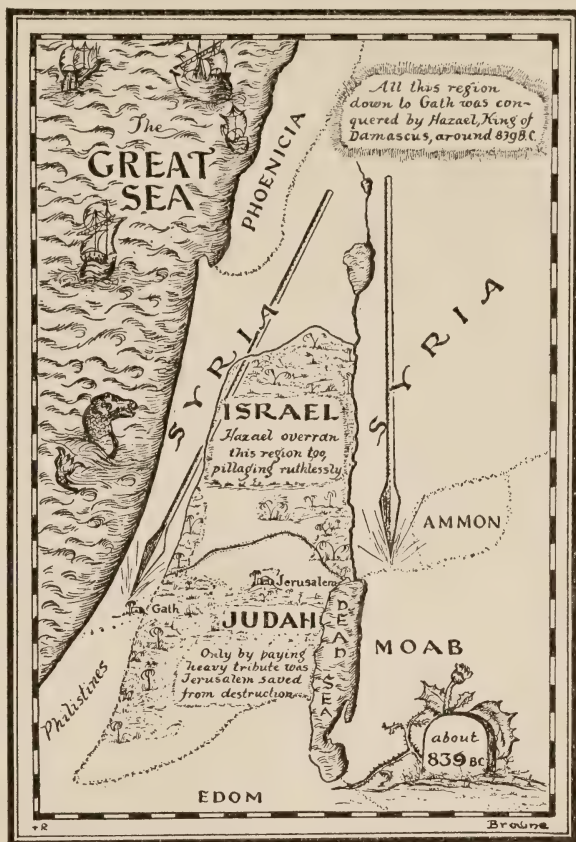 All this region
down to Gath was con-
quered by Hazael, King of
Damascus, around 839 B.C.
The
GREAT
SEA
PHOENICIA
SYRIA
SYRIA
ISRAEL
Hazael overran
this region too,
pillaging ruthlessly
AMMON
Jerusalem
Gath
JUDAH
DEAD SEA
MOAB
Only by paying
heavy tribute was
Jerusalem saved
from destruction
Philistines
about
839 BC
EDOM
Browne